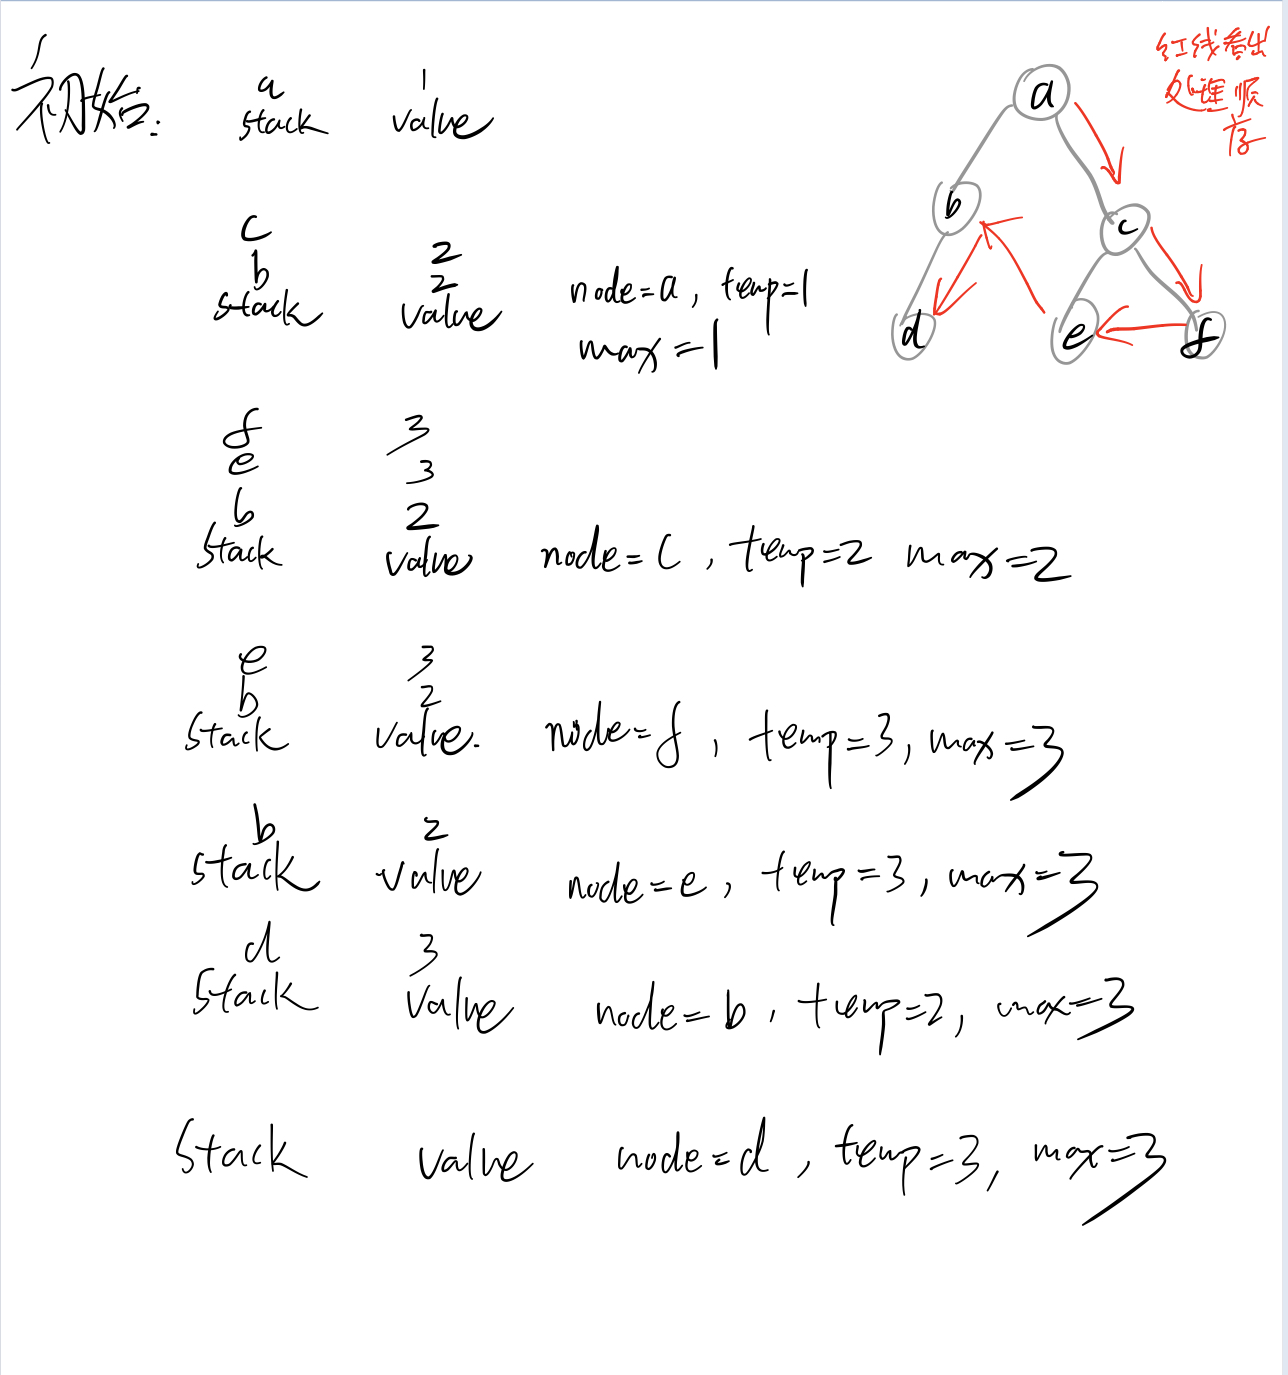 初始:
a
1
stack
value
红线看出
处理顺
序
a
b
c
d
e
f
c
b
2
2
stack
value
node=a, temp=1
max=1
f
e
b
3
3
2
stack
value
node=c, temp=2 max=2
e
b
3
2
stack
value.
node=f, temp=3, max=3
b
2
stack
value
node=e, temp=3, max=3
d
3
stack
value
node=b, temp=2, max=3
stack
value
node=d, temp=3, max=3